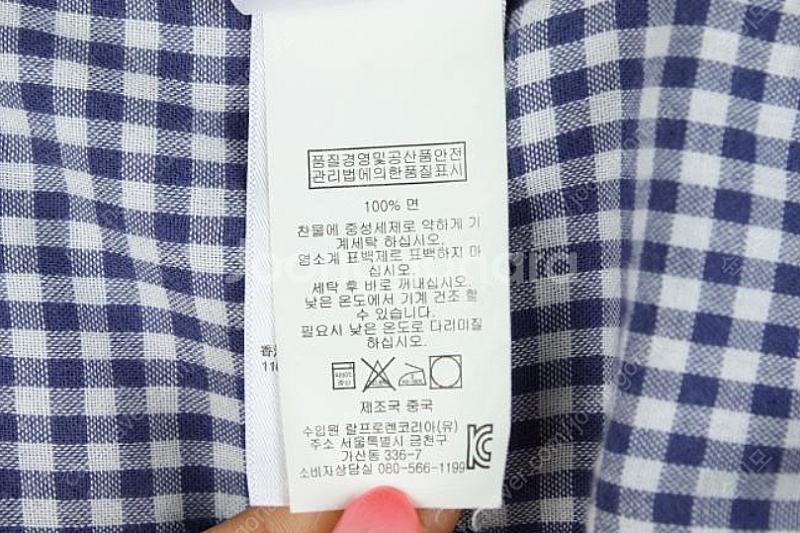 품질경영및공산품안전
관리법에의한품질표시
100% 면
찬물에 중성세제로 약하게 기
계세탁 하십시오.
염소계 표백제로 표백하지 마
십시오.
세탁 후 바로 꺼내십시오.
낮은 온도에서 기계 건조 할
수 있습니다.
필요시 낮은 온도로 다리미질
하십시오.
중성
제조국 중국
수입원 랄프로렌코리아(유)
주소 서울특별시 금천구
가산동 336-7
소비자상담실 080-566-1199